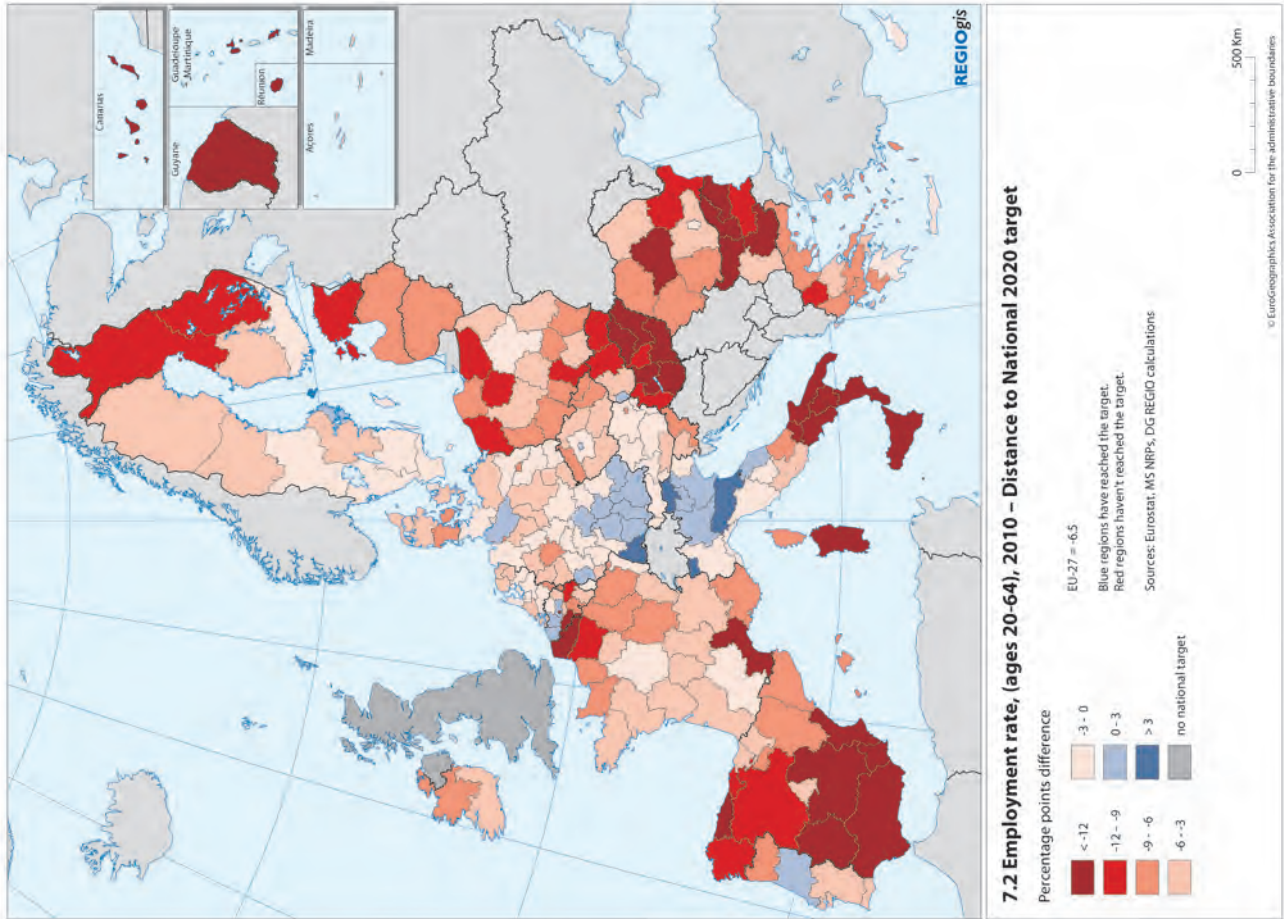 Canarias
Guyane
Guadeloupe
Martinique
Réunion
Açores
Madeira
REGIOgis
7.2 Employment rate, (ages 20-64), 2010 – Distance to National 2020 target
Percentage points difference
< -12
-12 - -9
-9 - -6
-6 - -3
-3 - 0
0 - 3
> 3
no national target
EU-27 = -6.5
Blue regions have reached the target.
Red regions haven't reached the target.
Sources: Eurostat, MS NRPs, DG REGIO calculations
0 500 Km
© EuroGeographics Association for the administrative boundaries